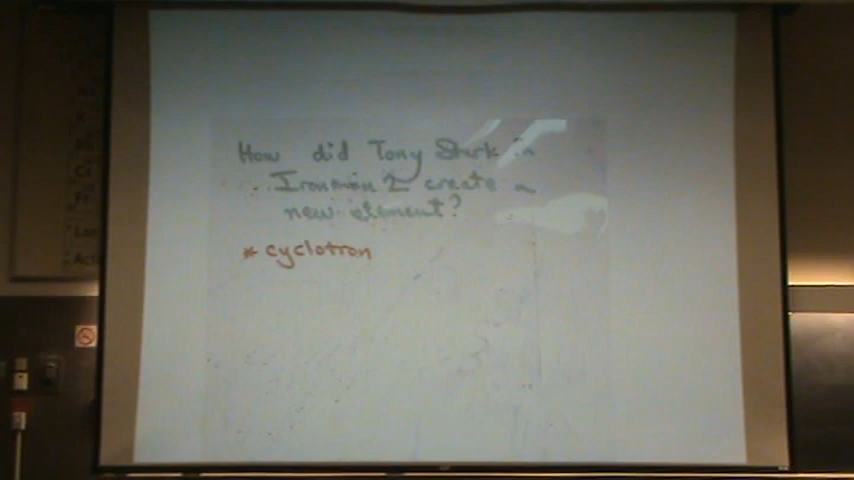 How did Tony Stark in
Ironman 2 create a
new element?
* cyclotron